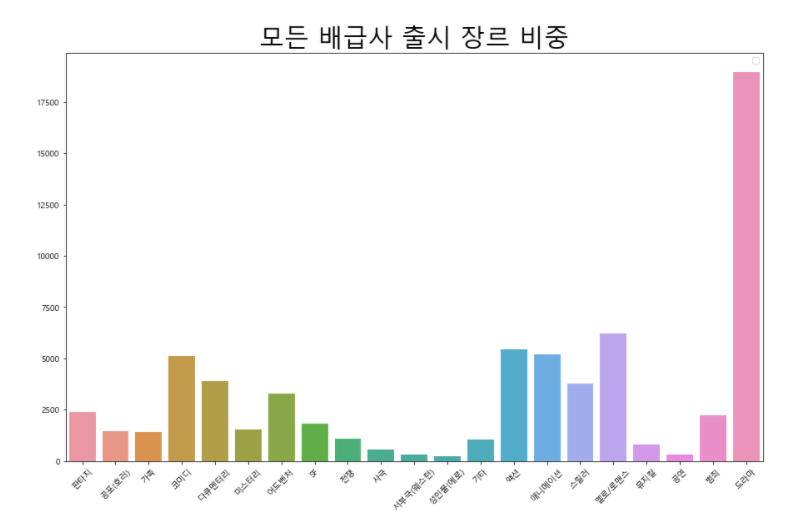 모든 배급사 출시 장르 비중
17500
15000
12500
10000
7500
5000
2500
0
판타지
공포(호러)
가족
코미디
다큐멘터리
미스터리
어드벤처
SF
전쟁
사극
서부극(웨스턴)
성인물(에로)
기타
액션
애니메이션
스릴러
멜로/로맨스
뮤지컬
공연
범죄
드라마